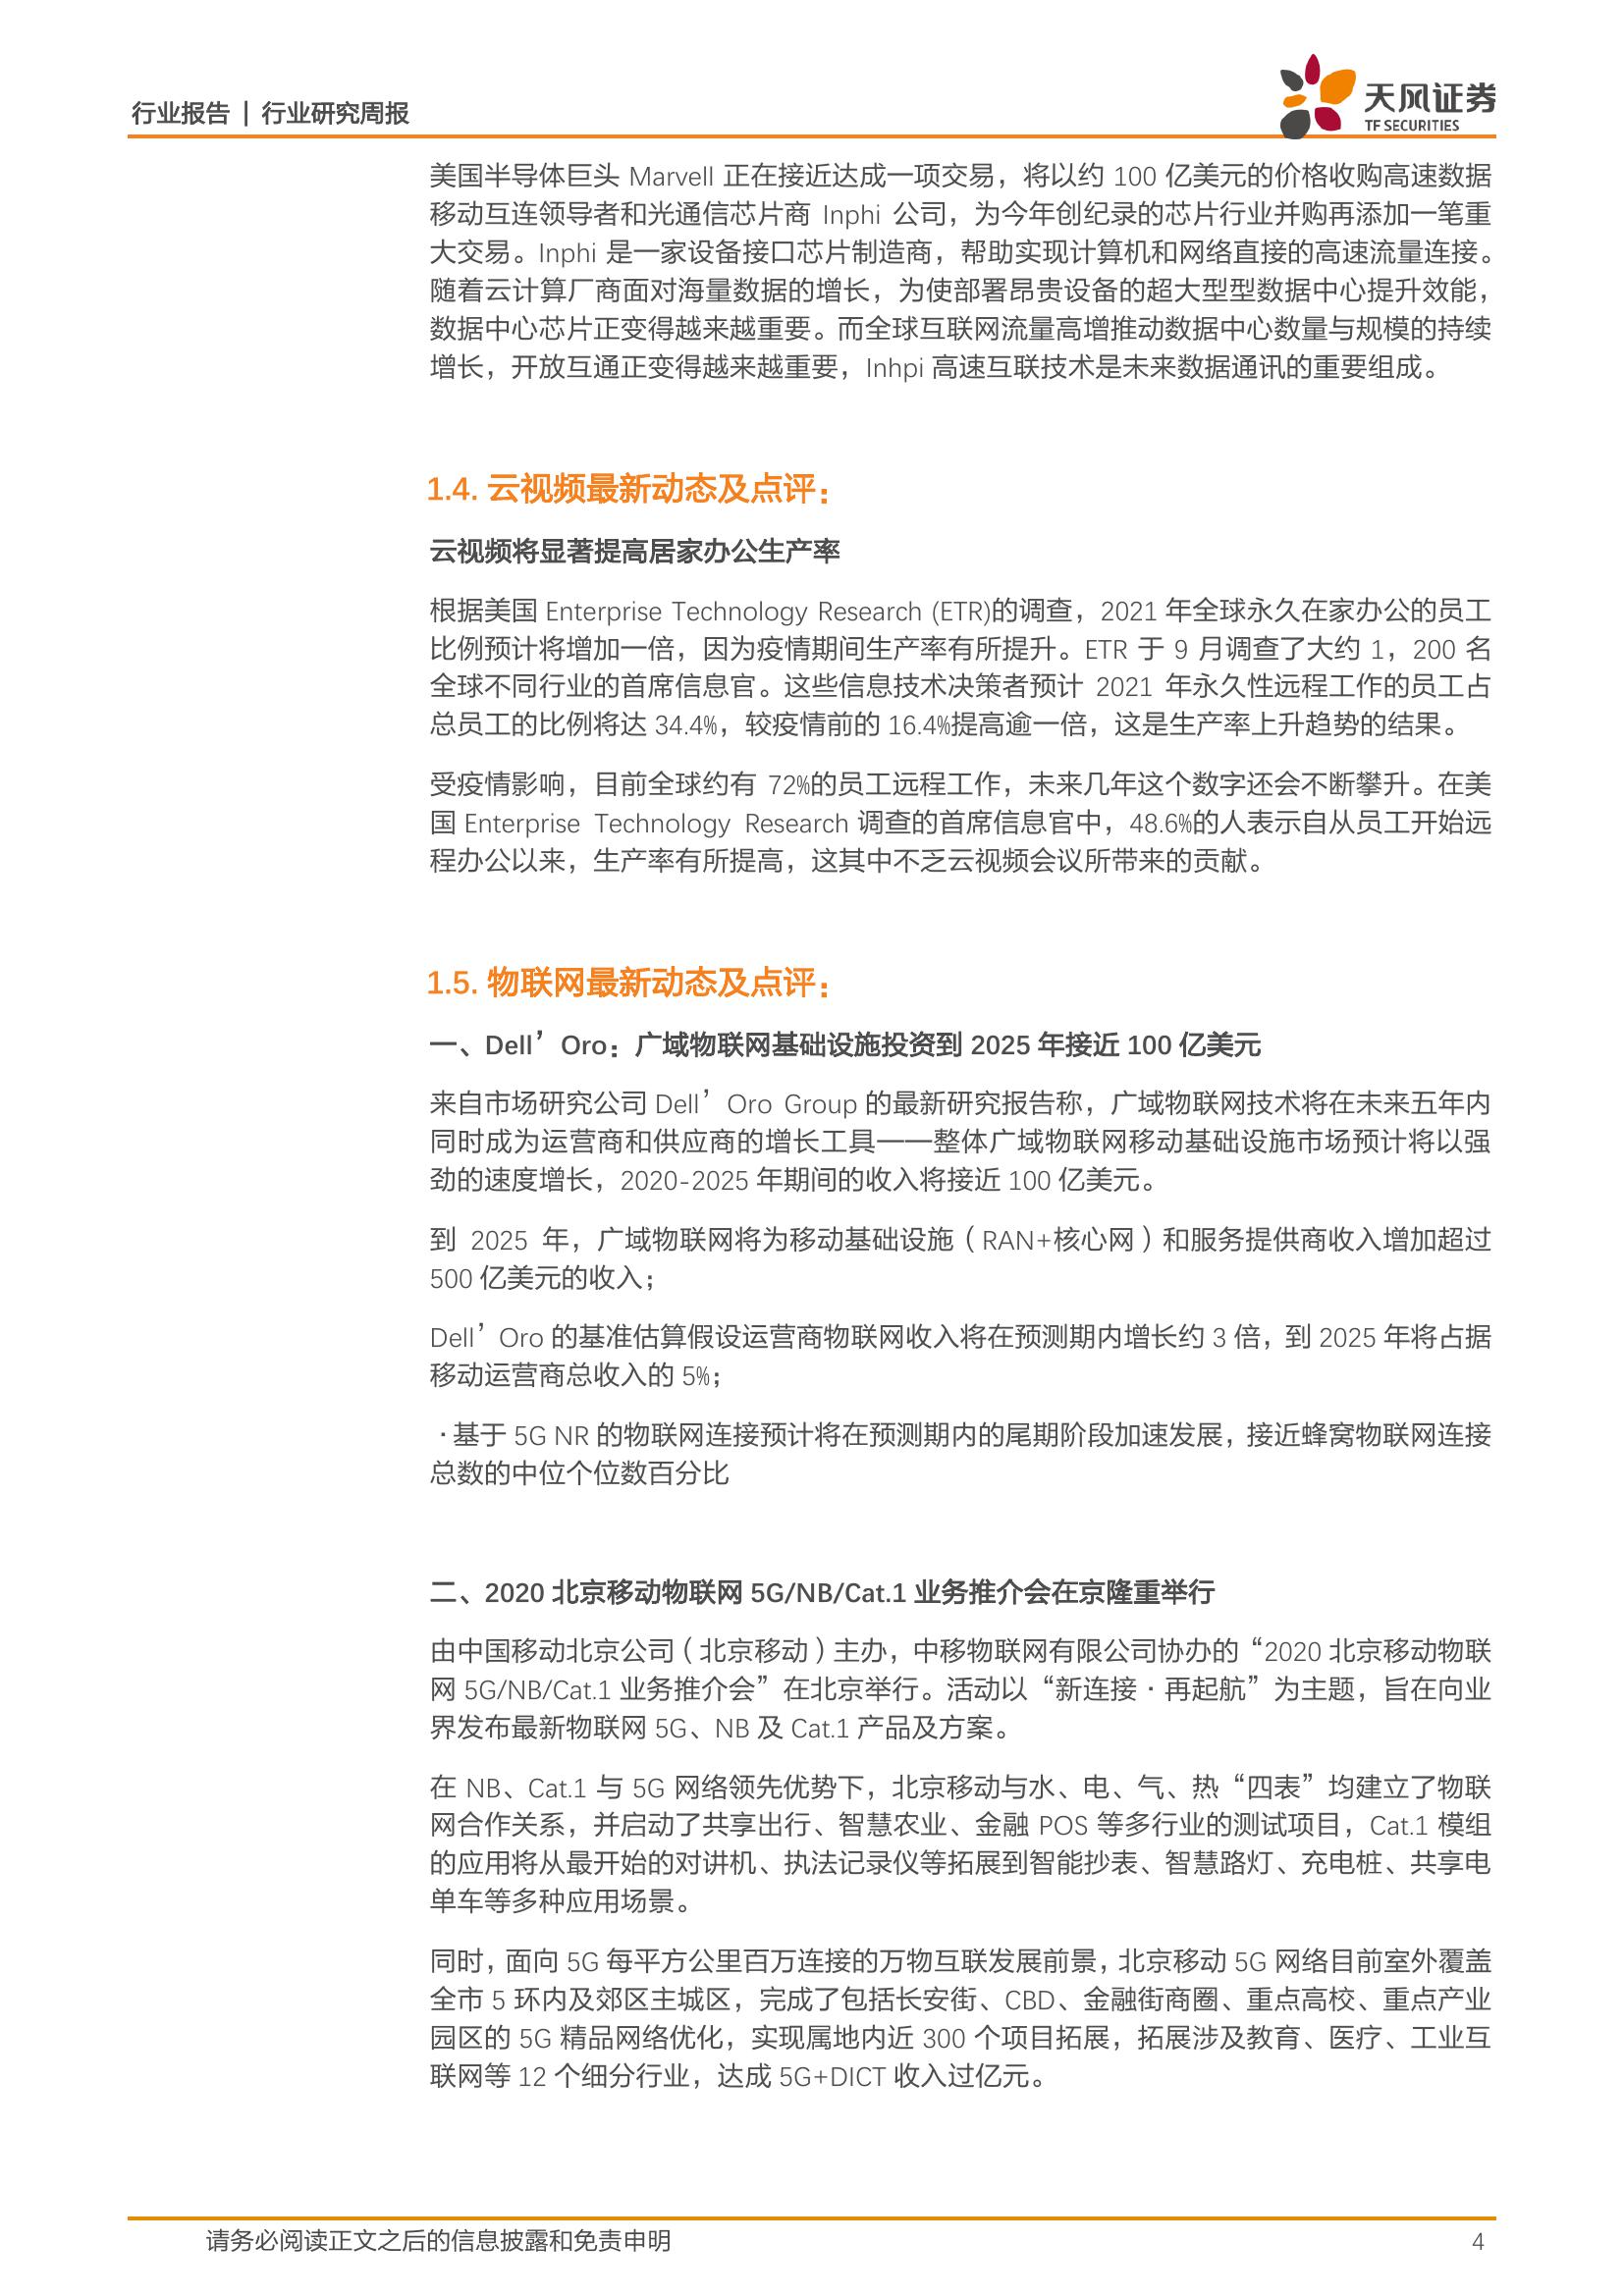 行业报告 | 行业研究周报
天风证券
TF SECURITIES
美国半导体巨头 Marvell 正在接近达成一项交易，将以约 100 亿美元的价格收购高速数据
移动互连领导者和光通信芯片商 Inphi 公司，为今年创纪录的芯片行业并购再添加一笔重
大交易。Inphi 是一家设备接口芯片制造商，帮助实现计算机和网络直接的高速流量连接。
随着云计算厂商面对海量数据的增长，为使部署昂贵设备的超大型型数据中心提升效能，
数据中心芯片正变得越来越重要。而全球互联网流量高增推动数据中心数量与规模的持续
增长，开放互通正变得越来越重要，Inhpi 高速互联技术是未来数据通讯的重要组成。
1.4. 云视频最新动态及点评：
云视频将显著提高居家办公生产率
根据美国 Enterprise Technology Research (ETR)的调查，2021 年全球永久在家办公的员工
比例预计将增加一倍，因为疫情期间生产率有所提升。ETR 于 9 月调查了大约 1，200 名
全球不同行业的首席信息官。这些信息技术决策者预计 2021 年永久性远程工作的员工占
总员工的比例将达 34.4%，较疫情前的 16.4%提高逾一倍，这是生产率上升趋势的结果。
受疫情影响，目前全球约有 72%的员工远程工作，未来几年这个数字还会不断攀升。在美
国 Enterprise Technology Research 调查的首席信息官中，48.6%的人表示自从员工开始远
程办公以来，生产率有所提高，这其中不乏云视频会议所带来的贡献。
1.5. 物联网最新动态及点评：
一、Dell’Oro：广域物联网基础设施投资到 2025 年接近 100 亿美元
来自市场研究公司 Dell’Oro Group 的最新研究报告称，广域物联网技术将在未来五年内
同时成为运营商和供应商的增长工具——整体广域物联网移动基础设施市场预计将以强
劲的速度增长，2020-2025 年期间的收入将接近 100 亿美元。
到 2025 年，广域物联网将为移动基础设施（RAN+核心网）和服务提供商收入增加超过
500 亿美元的收入；
Dell’Oro 的基准估算假设运营商物联网收入将在预测期内增长约 3 倍，到 2025 年将占据
移动运营商总收入的 5%；
·基于 5G NR 的物联网连接预计将在预测期内的尾期阶段加速发展，接近蜂窝物联网连接
总数的中位个位数百分比
二、2020 北京移动物联网 5G/NB/Cat.1 业务推介会在京隆重举行
由中国移动北京公司（北京移动）主办，中移物联网有限公司协办的“2020 北京移动物联
网 5G/NB/Cat.1 业务推介会”在北京举行。活动以“新连接·再起航”为主题，旨在向业
界发布最新物联网 5G、NB 及 Cat.1 产品及方案。
在 NB、Cat.1 与 5G 网络领先优势下，北京移动与水、电、气、热“四表”均建立了物联
网合作关系，并启动了共享出行、智慧农业、金融 POS 等多行业的测试项目，Cat.1 模组
的应用将从最开始的对讲机、执法记录仪等拓展到智能抄表、智慧路灯、充电桩、共享电
单车等多种应用场景。
同时，面向 5G 每平方公里百万连接的万物互联发展前景，北京移动 5G 网络目前室外覆盖
全市 5 环内及郊区主城区，完成了包括长安街、CBD、金融街商圈、重点高校、重点产业
园区的 5G 精品网络优化，实现属地内近 300 个项目拓展，拓展涉及教育、医疗、工业互
联网等 12 个细分行业，达成 5G+DICT 收入过亿元。
请务必阅读正文之后的信息披露和免责申明
4